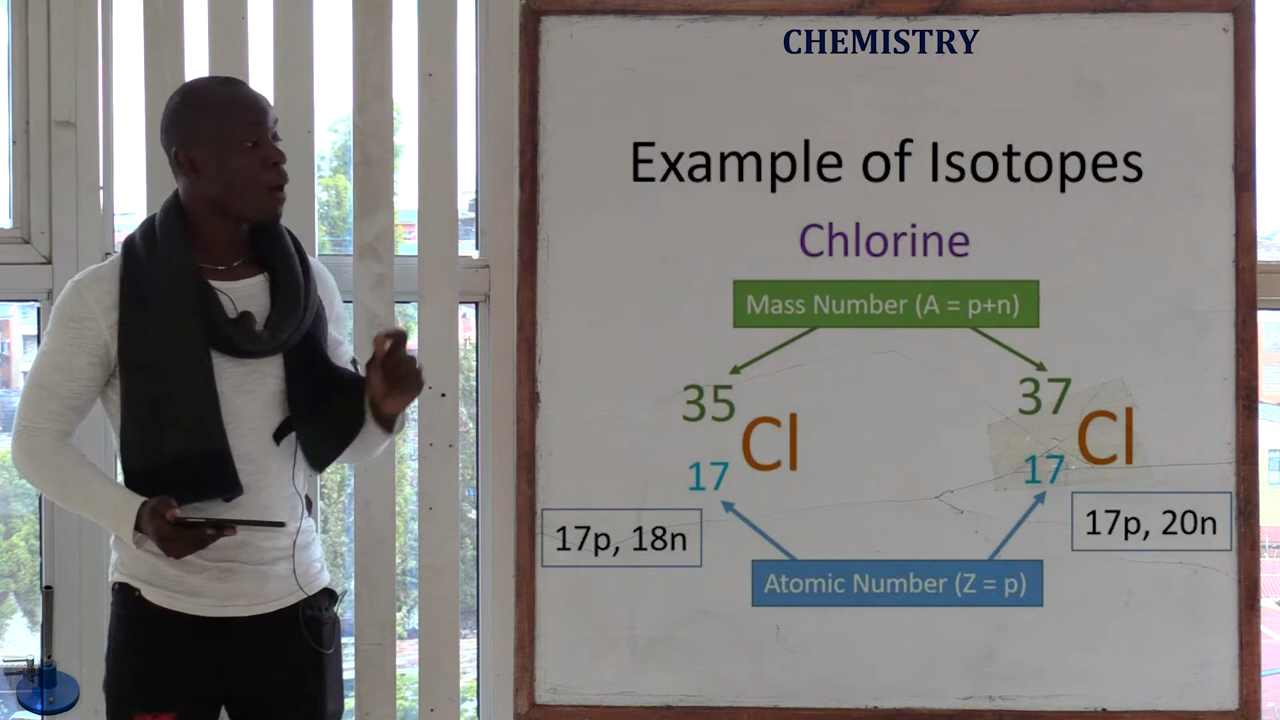 CHEMISTRY
Example of Isotopes
Chlorine
Mass Number (A = p+n)
35
37
Cl
Cl
17
17
17p, 18n
17p, 20n
Atomic Number (Z = p)